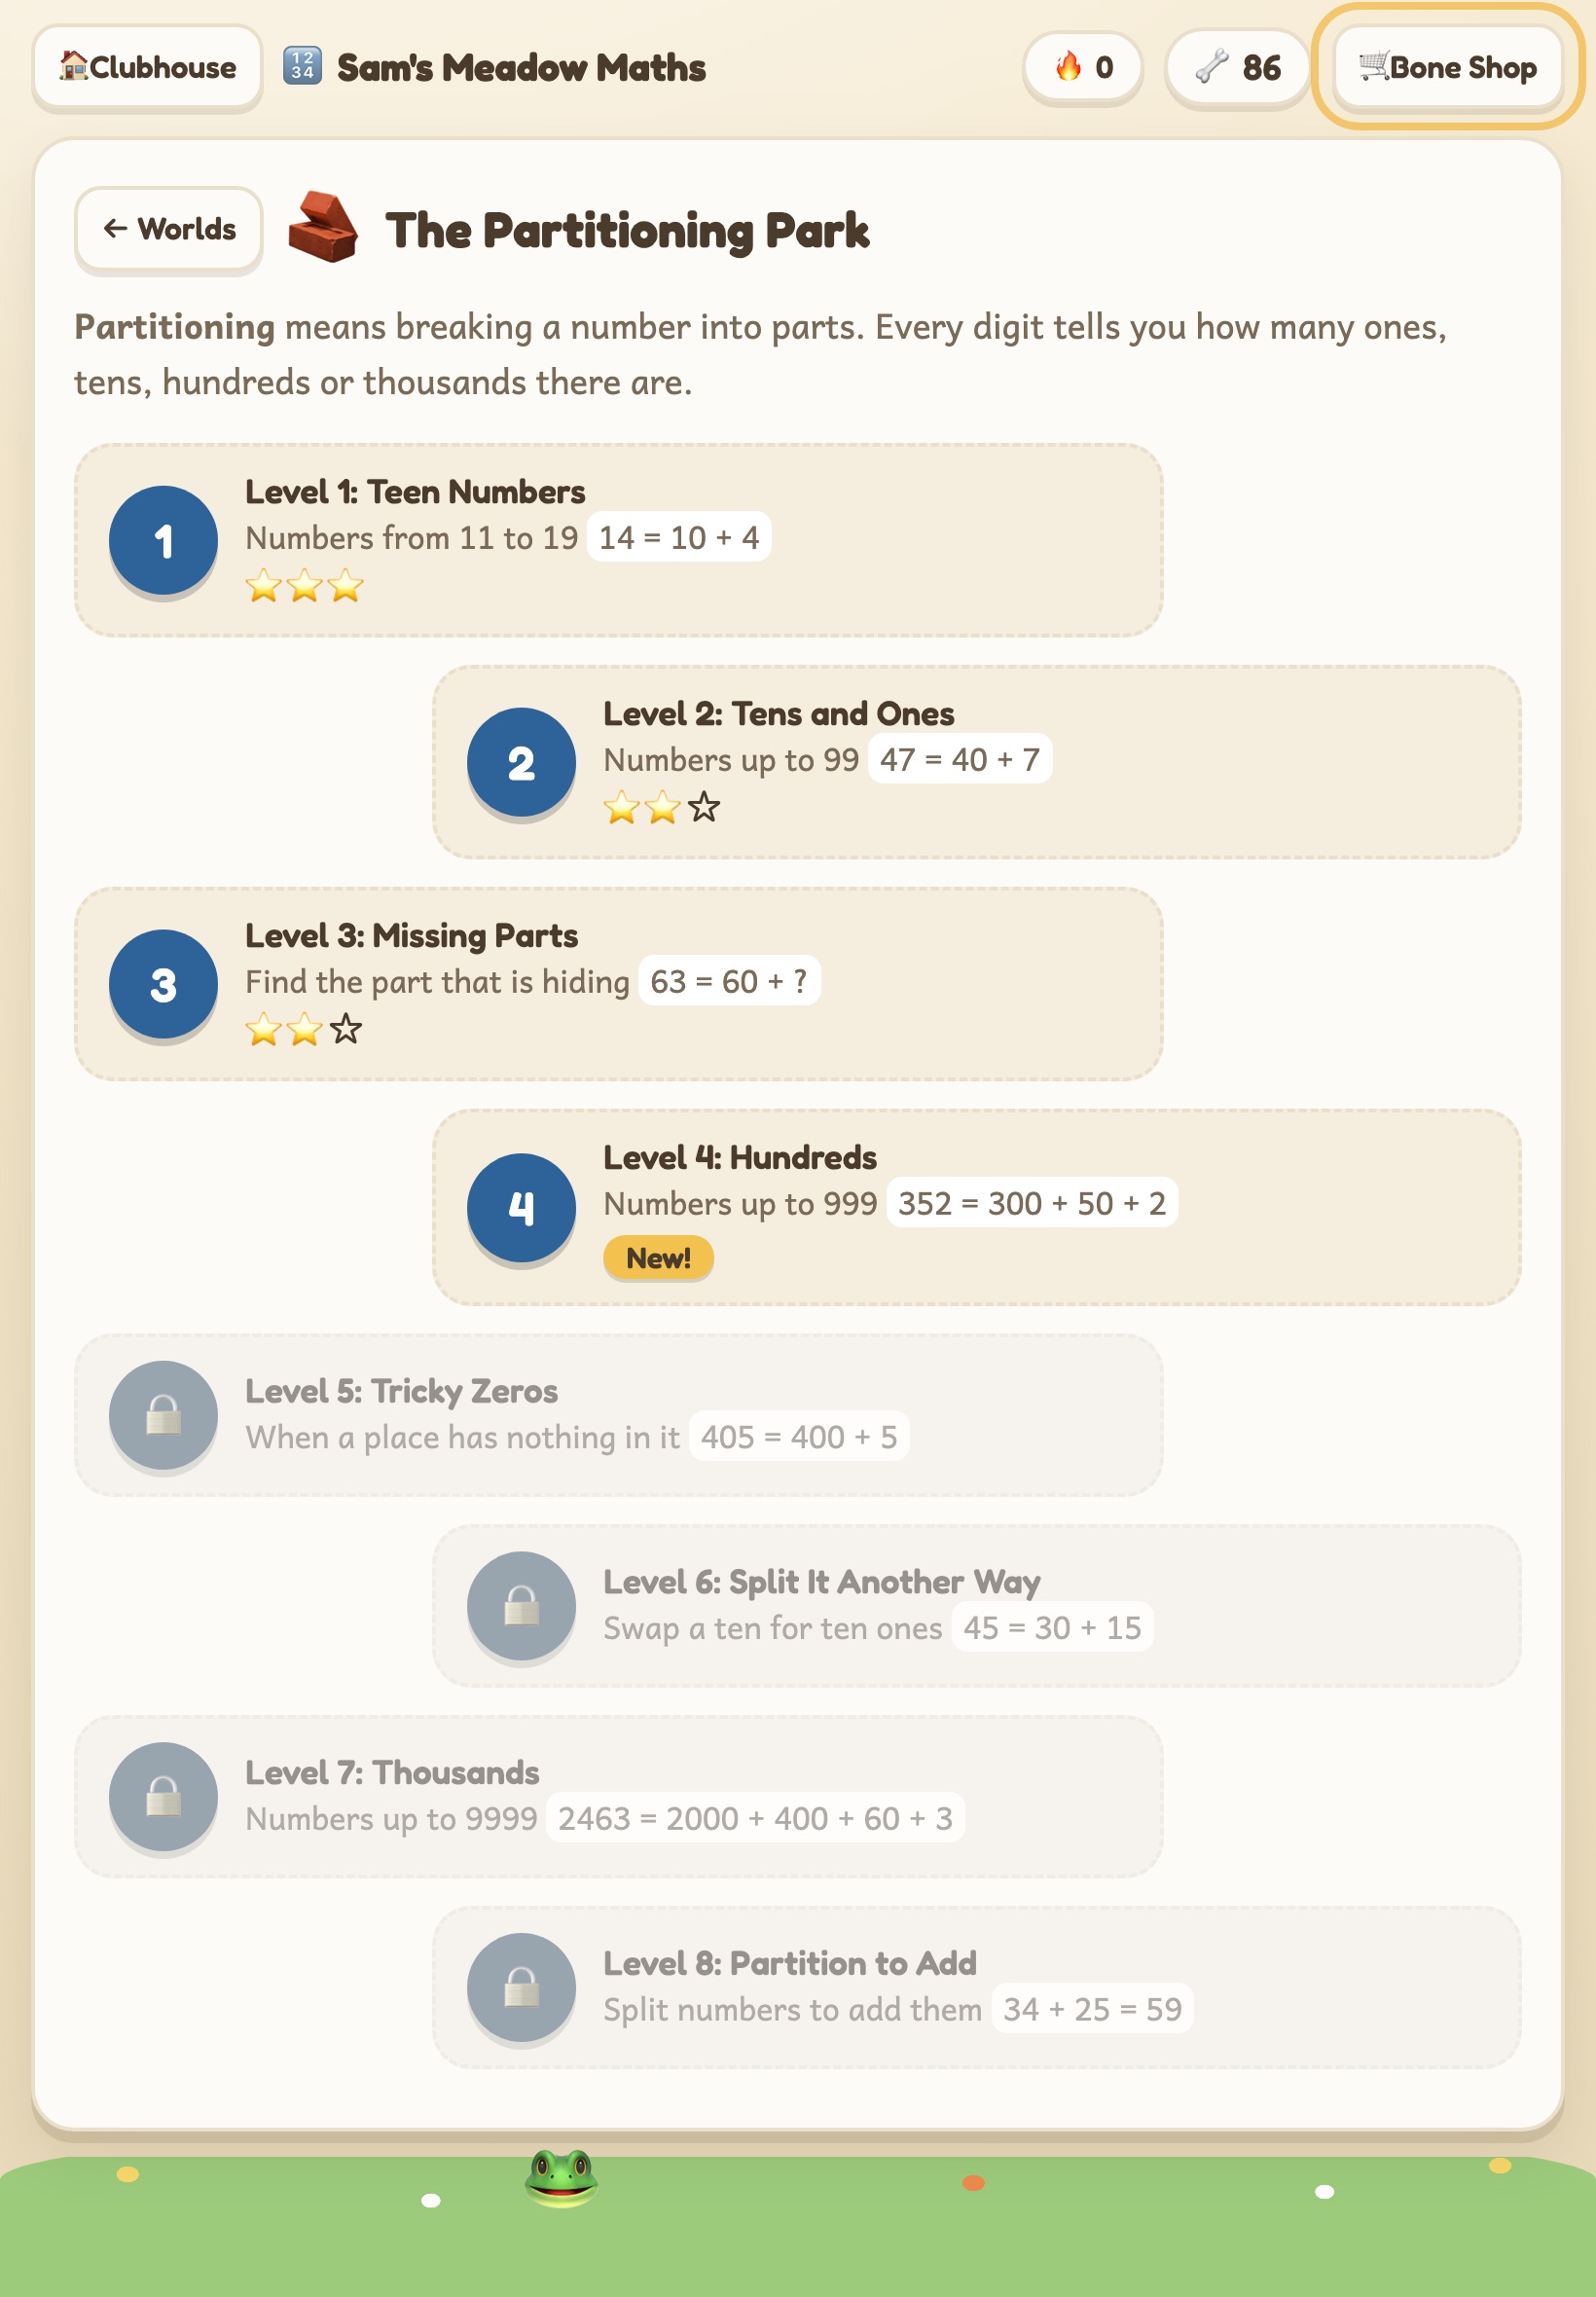 Clubhouse
1234
Sam's Meadow Maths
0
86
Bone Shop
← Worlds
The Partitioning Park
Partitioning means breaking a number into parts. Every digit tells you how many ones,
tens, hundreds or thousands there are.
1
Level 1: Teen Numbers
Numbers from 11 to 19 14 = 10 + 4
2
Level 2: Tens and Ones
Numbers up to 99 47 = 40 + 7
3
Level 3: Missing Parts
Find the part that is hiding 63 = 60 + ?
4
Level 4: Hundreds
Numbers up to 999 352 = 300 + 50 + 2
New!
Level 5: Tricky Zeros
When a place has nothing in it 405 = 400 + 5
Level 6: Split It Another Way
Swap a ten for ten ones 45 = 30 + 15
Level 7: Thousands
Numbers up to 9999 2463 = 2000 + 400 + 60 + 3
Level 8: Partition to Add
Split numbers to add them 34 + 25 = 59